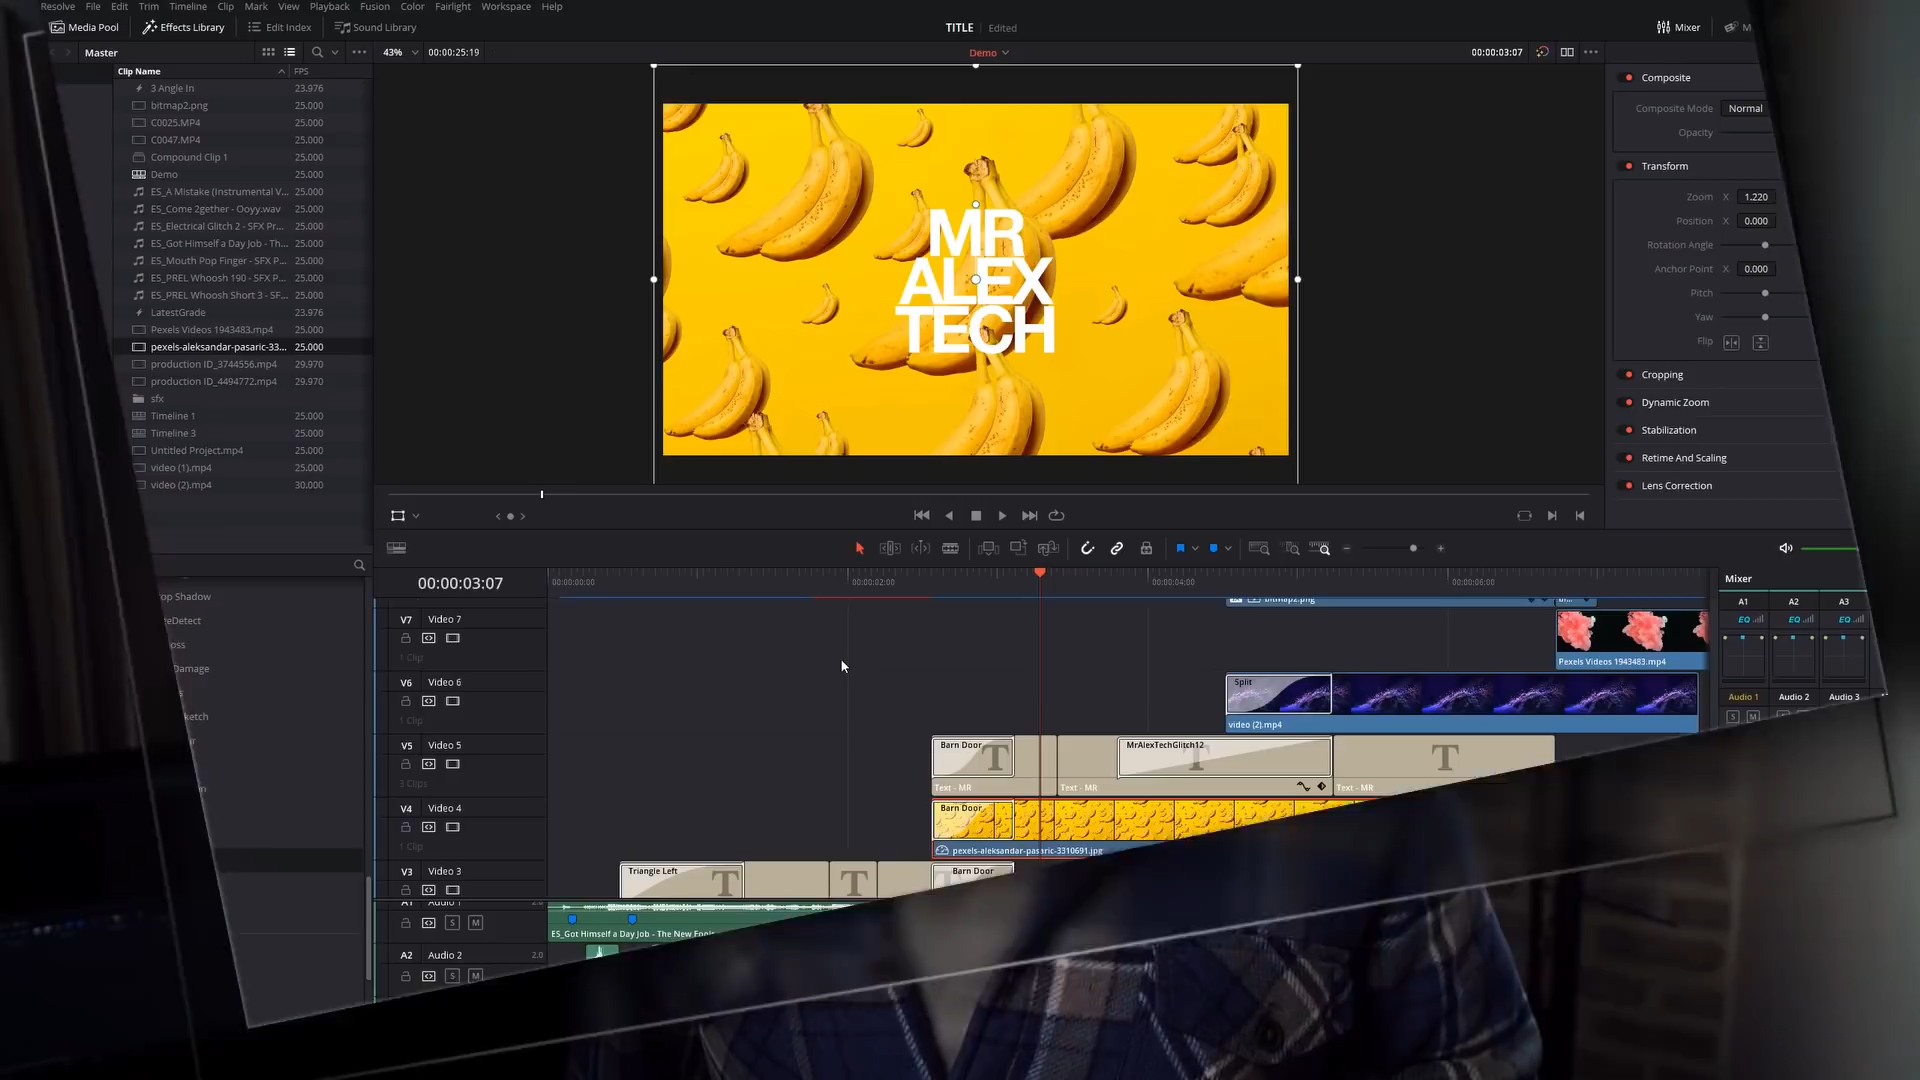 Resolve File Edit Trim Timeline Clip Mark View Playback Fusion Color Fairlight Workspace Help
Media Pool Effects Library Edit Index Sound Library TITLE Edited Mixer
Master 43% 00:00:25:19 Demo 00:00:03:07
Clip Name FPS
3 Angle In 23.976
bitmap2.png 25.000
C0025.MP4 25.000
C0047.MP4 25.000
Compound Clip 1 25.000
Demo 25.000
ES_A Mistake (Instrumental V... 25.000
ES_Come 2gether - Ooyy.wav 25.000
ES_Electrical Glitch 2 - SFX Pr... 25.000
ES_Got Himself a Day Job - Th... 25.000
ES_Mouth Pop Finger - SFX P... 25.000
ES_PREL Whoosh 190 - SFX P... 25.000
ES_PREL Whoosh Short 3 - SF... 25.000
LatestGrade 23.976
Pexels Videos 1943483.mp4 25.000
pexels-aleksandar-pasaric-33... 25.000
production ID_3744556.mp4 29.970
production ID_4494772.mp4 29.970
sfx
Timeline 1 25.000
Timeline 3 25.000
Untitled Project.mp4 25.000
video (1).mp4 25.000
video (2).mp4 30.000
MR
ALEX
TECH
Composite
Composite Mode Normal
Opacity
Transform
Zoom X 1.220
Position X 0.000
Rotation Angle
Anchor Point X 0.000
Pitch
Yaw
Flip
Cropping
Dynamic Zoom
Stabilization
Retime And Scaling
Lens Correction
00:00:03:07 00:00:00:00 00:00:02:00 00:00:04:00 00:00:06:00
Mixer
A1 A2 A3
EQ EQ EQ
Audio 1 Audio 2 Audio 3
S M
op Shadow
eDetect
oss
Damage
ketch
bitmap2.png
V7 Video 7
1 Clip
Pexels Videos 1943483.mp4
V6 Video 6
1 Clip
Split
video (2).mp4
V5 Video 5
3 Clips
Barn Door T MrAlexTechGlitch12 T T
Text - MR Text - MR Text - MR
V4 Video 4
1 Clip
Barn Door
pexels-aleksandar-pasaric-3310691.jpg
V3 Video 3
Triangle Left T T Barn Door
A1 Audio 1 2.0
S M
ES_Got Himself a Day Job - The New Fools
A2 Audio 2 2.0
S M